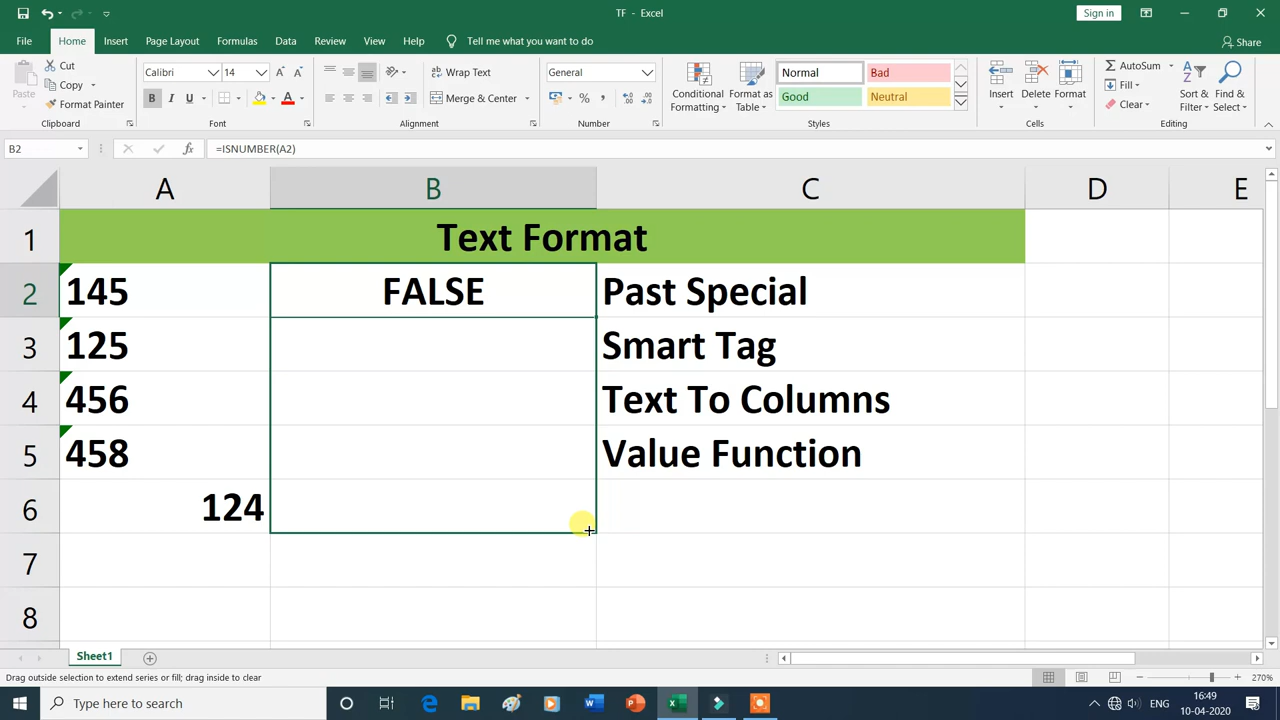 TF - Excel
Sign in
File Home Insert Page Layout Formulas Data Review View Help Tell me what you want to do Share
Paste
Cut
Copy
Format Painter
Clipboard
Calibri 14
B I U A
Font
Wrap Text
Merge & Center
Alignment
General
%
Number
Conditional Formatting
Format as Table
Normal Bad
Good Neutral
Styles
Insert Delete Format
Cells
AutoSum
Fill
Clear
Sort & Filter
Find & Select
Editing
B2 fx =ISNUMBER(A2)
A B C D E
1 Text Format
2 145 FALSE Past Special
3 125 Smart Tag
4 456 Text To Columns
5 458 Value Function
6 124
7
8
Sheet1
Drag outside selection to extend series or fill; drag inside to clear
270%
Type here to search
ENG
16:49
10-04-2020